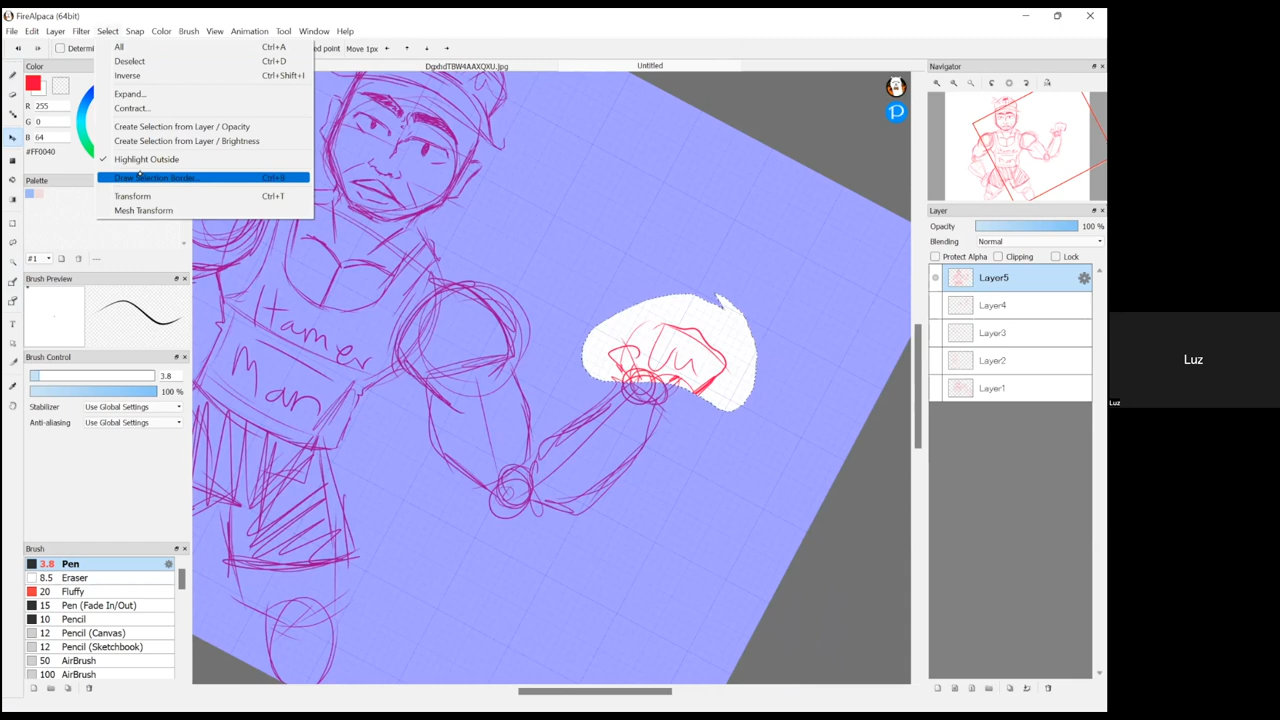 FireAlpaca (64bit)
File Edit Layer Filter Select Snap Color Brush View Animation Tool Window Help
Determi
All Ctrl+A
Deselect Ctrl+D
Inverse Ctrl+Shift+I
Expand...
Contract...
Create Selection from Layer / Opacity
Create Selection from Layer / Brightness
Highlight Outside
Draw Selection Border... Ctrl+B
Transform Ctrl+T
Mesh Transform
ed point Move 1px
DgxhdTBW4AAXQXU.jpg
Untitled
Color
R 255
G 0
B 64
#FF0040
Palette
#1
---
Brush Preview
Brush Control
3.8
100 %
Stabilizer Use Global Settings
Anti-aliasing Use Global Settings
Brush
3.8 Pen
8.5 Eraser
20 Fluffy
15 Pen (Fade In/Out)
10 Pencil
12 Pencil (Canvas)
12 Pencil (Sketchbook)
50 AirBrush
100 AirBrush
tamer
Man
Navigator
Layer
Opacity 100 %
Blending Normal
Protect Alpha Clipping Lock
Layer5
Layer4
Layer3
Layer2
Layer1
Luz
Luz